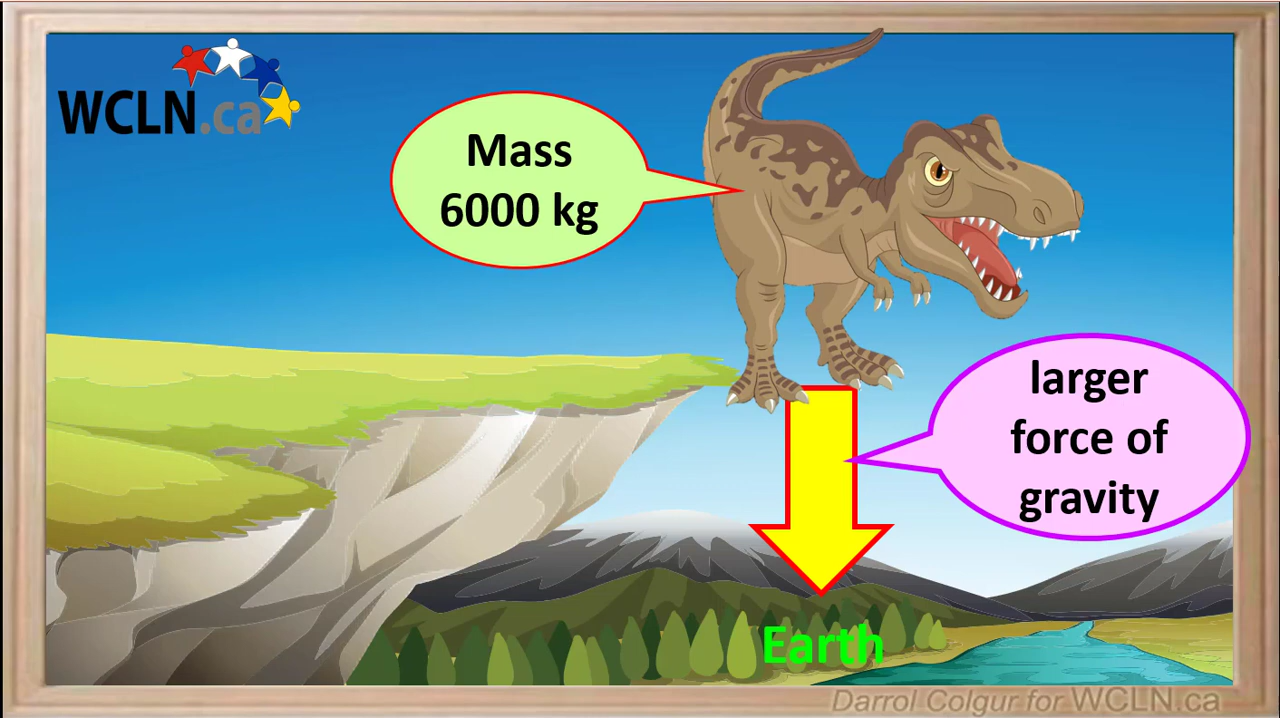 WCLN.ca
Mass
6000 kg
larger
force of
gravity
Earth
Darrol Colgur for WCLN.ca